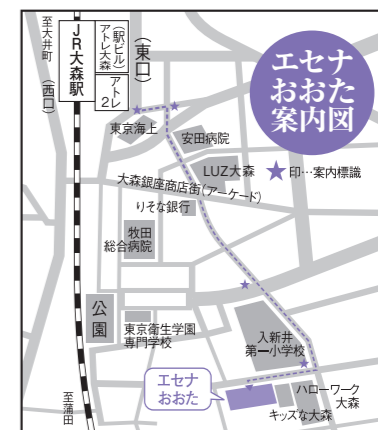 エセナ
おおた
案内図
★印…案内標識
至大井町
(西口)
JR大森駅
(駅ビル)
アトレ大森
アトレ
2
(東口)
東京海上
安田病院
LUZ大森
大森銀座商店街(アーケード)
りそな銀行
牧田
総合病院
公園
東京衛生学園
専門学校
入新井
第一小学校
エセナ
おおた
ハローワーク
大森
キッズな大森
至蒲田